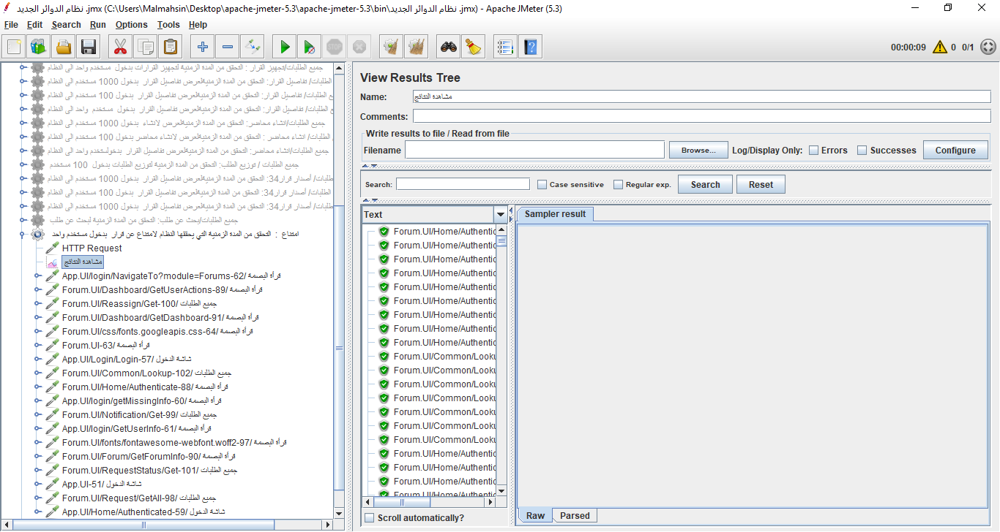 نظام الدوائر الجديد .jmx (C:\Users\Malmahsin\Desktop\apache-jmeter-5.3\apache-jmeter-5.3\bin\نظام الدوائر الجديد .jmx) - Apache JMeter (5.3)
File Edit Search Run Options Tools Help
00:00:09 0 0/1
جميع الطلبات/تجهيز القرار : التحقق من المدة الزمنية لتجهيز القرارات بدخول مستخدم واحد الى النظام
الطلبات/ تفاصيل القرار: التحقق من المدة الزمنيةلعرض تفاصيل القرار بدخول 1000 مستخدم الى النظام
ع الطلبات/ تفاصيل القرار: التحقق من المدة الزمنيةلعرض تفاصيل القرار بدخول 100 مستخدم الى النظام
ع الطلبات/ تفاصيل القرار: التحقق من المدة الزمنيةلعرض تفاصيل القرار بدخول مستخدم واحد الى النظام
جميع الطلبات/انشاء محاضر: التحقق من المدة الزمنيةلعرض لانشاء بدخول 1000 مستخدم الى النظام
الطلبات/ انشاء محاضر : التحقق من المدة الزمنيةلعرض لانشاء محاضر بدخول 100 مستخدم الى النظام
جميع الطلبات/انشاء محاضر: التحقق من المدة الزمنيةلعرض تفاصيل القرار بدخولستخدم واحد الى النظام
جميع الطلبات / توزيع الطلب: التحقق من المدة الزمنية لتوزيع الطلبات بدخول 100 مستخدم
الطلبات/ أصدار قرار34: التحقق من المدة الزمنيةلعرض تفاصيل القرار بدخول 1000 مستخدم الى النظام
الطلبات/ أصدار قرار34: التحقق من المدة الزمنيةلعرض تفاصيل القرار بدخول 100 مستخدم الى النظام
الطلبات/ أصدار قرار34: التحقق من المدة الزمنيةلعرض تفاصيل القرار بدخول 1000 مستخدم الى النظام
جميع الطلبات/بحث عن طلب: التحقق من المدة الزمنية لبحث عن طلب
امتناع : التحقق من المدة الزمنية التي يحققها النظام لامتناع عن قرار بدخول مستخدم واحد
HTTP Request
مشاهدة النتائج
App.UI/login/NavigateTo?module=Forums-62/ قرأة البصمة
Forum.UI/Dashboard/GetUserActions-89/ قرأة البصمة
Forum.UI/Reassign/Get-100/ جميع الطلبات
Forum.UI/Dashboard/GetDashboard-91/ قرأة البصمة
Forum.UI/css/fonts.googleapis.css-64/ قرأة البصمة
Forum.UI-63/ قرأة البصمة
App.UI/Login/Login-57/ شاشة الدخول
Forum.UI/Common/Lookup-102/ جميع الطلبات
Forum.UI/Home/Authenticate-88/ قرأة البصمة
App.UI/login/getMissingInfo-60/ قرأة البصمة
Forum.UI/Notification/Get-99/ جميع الطلبات
App.UI/login/GetUserInfo-61/ قرأة البصمة
Forum.UI/fonts/fontawesome-webfont.woff2-97/ قرأة البصمة
Forum.UI/Forum/GetForumInfo-90/ قرأة البصمة
Forum.UI/RequestStatus/Get-101/ جميع الطلبات
App.UI-51/ شاشة الدخول
Forum.UI/Request/GetAll-98/ جميع الطلبات
App.UI/Home/Authenticated-59/ شاشة الدخول
View Results Tree
Name: مشاهدة النتائج
Comments:
Write results to file / Read from file
Filename Browse... Log/Display Only: Errors Successes Configure
Search: Case sensitive Regular exp. Search Reset
Text
Sampler result
Forum.UI/Home/Authentic
Forum.UI/Home/Authentic
Forum.UI/Home/Authentic
Forum.UI/Home/Authentic
Forum.UI/Home/Authentic
Forum.UI/Home/Authentic
Forum.UI/Home/Authentic
Forum.UI/Home/Authentic
Forum.UI/Home/Authentic
Forum.UI/Common/Looku
Forum.UI/Common/Looku
Forum.UI/Common/Looku
Forum.UI/Common/Looku
Forum.UI/Common/Looku
Forum.UI/Common/Looku
Forum.UI/Common/Looku
Forum.UI/Home/Authentic
Forum.UI/Home/Authentic
Forum.UI/Home/Authentic
Forum.UI/Home/Authentic
Scroll automatically?
Raw Parsed